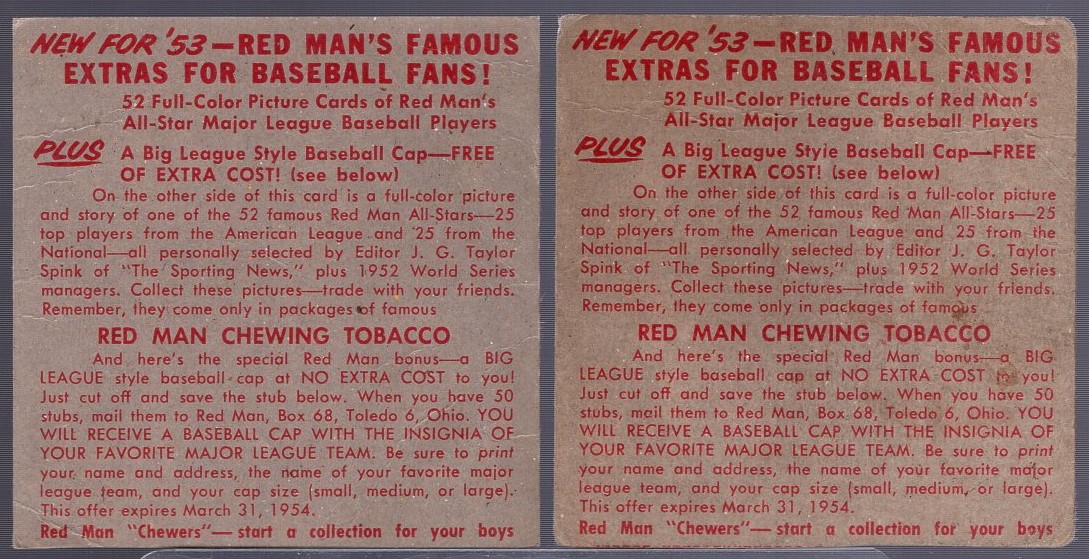 NEW FOR '53—RED MAN'S FAMOUS
EXTRAS FOR BASEBALL FANS!
52 Full-Color Picture Cards of Red Man's
All-Star Major League Baseball Players
PLUS A Big League Style Baseball Cap—FREE
OF EXTRA COST! (see below)
On the other side of this card is a full-color picture
and story of one of the 52 famous Red Man All-Stars—25
top players from the American League and 25 from the
National—all personally selected by Editor J. G. Taylor
Spink of "The Sporting News," plus 1952 World Series
managers. Collect these pictures—trade with your friends.
Remember, they come only in packages of famous
RED MAN CHEWING TOBACCO
And here's the special Red Man bonus—a BIG
LEAGUE style baseball cap at NO EXTRA COST to you!
Just cut off and save the stub below. When you have 50
stubs, mail them to Red Man, Box 68, Toledo 6, Ohio. YOU
WILL RECEIVE A BASEBALL CAP WITH THE INSIGNIA OF
YOUR FAVORITE MAJOR LEAGUE TEAM. Be sure to print
your name and address, the name of your favorite major
league team, and your cap size (small, medium, or large).
This offer expires March 31, 1954.
Red Man "Chewers"—start a collection for your boys
NEW FOR '53—RED MAN'S FAMOUS
EXTRAS FOR BASEBALL FANS!
52 Full-Color Picture Cards of Red Man's
All-Star Major League Baseball Players
PLUS A Big League Style Baseball Cap—FREE
OF EXTRA COST! (see below)
On the other side of this card is a full-color picture
and story of one of the 52 famous Red Man All-Stars—25
top players from the American League and 25 from the
National—all personally selected by Editor J. G. Taylor
Spink of "The Sporting News," plus 1952 World Series
managers. Collect these pictures—trade with your friends.
Remember, they come only in packages of famous
RED MAN CHEWING TOBACCO
And here's the special Red Man bonus—a BIG
LEAGUE style baseball cap at NO EXTRA COST to you!
Just cut off and save the stub below. When you have 50
stubs, mail them to Red Man, Box 68, Toledo 6, Ohio. YOU
WILL RECEIVE A BASEBALL CAP WITH THE INSIGNIA OF
YOUR FAVORITE MAJOR LEAGUE TEAM. Be sure to print
your name and address, the name of your favorite major
league team, and your cap size (small, medium, or large).
This offer expires March 31, 1954.
Red Man "Chewers"—start a collection for your boys